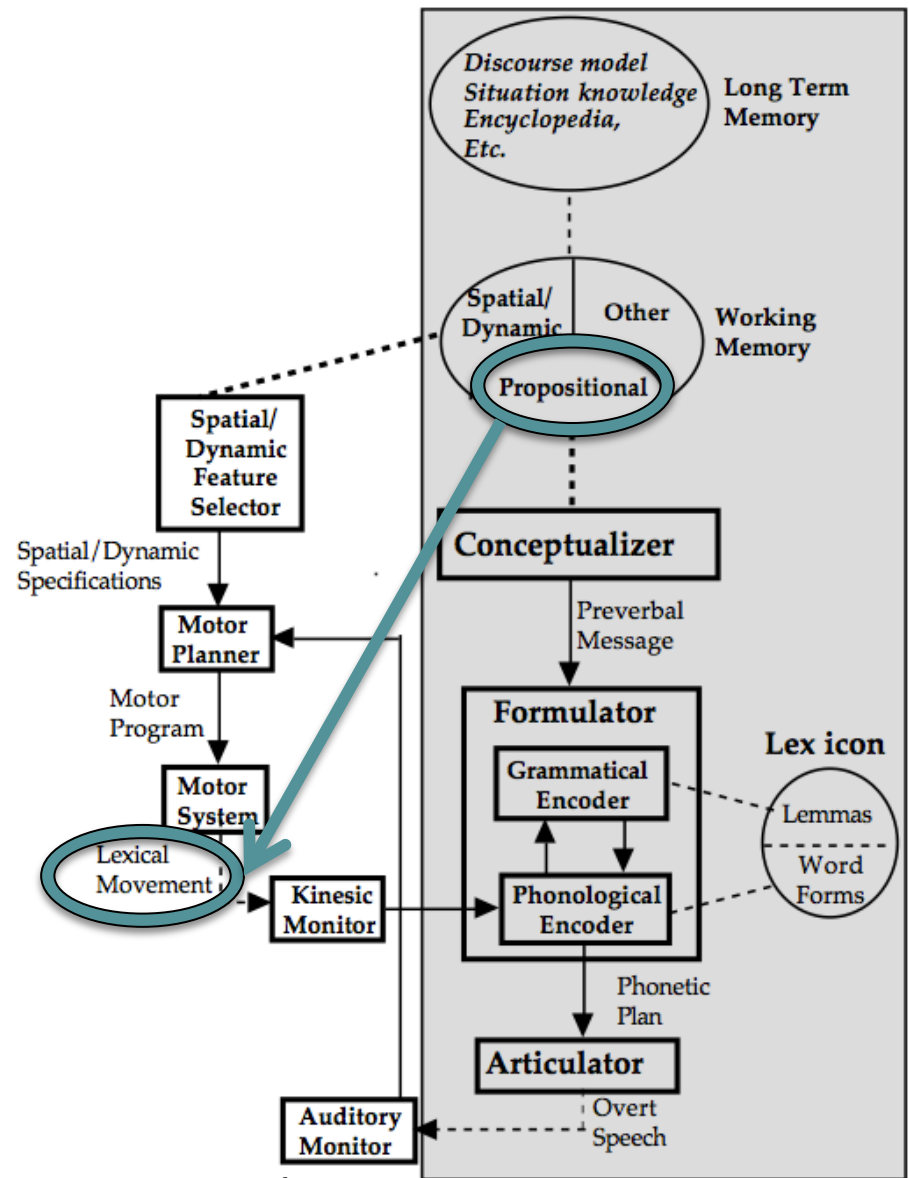 Discourse model
Situation knowledge
Encyclopedia,
Etc.
Long Term
Memory
Spatial/
Dynamic
Other
Propositional
Working
Memory
Spatial/
Dynamic
Feature
Selector
Spatial/Dynamic
Specifications
Conceptualizer
Motor
Planner
Preverbal
Message
Motor
Program
Formulator
Lex icon
Motor
System
Grammatical
Encoder
Lemmas
Word
Forms
Lexical
Movement
Kinesic
Monitor
Phonological
Encoder
Phonetic
Plan
Articulator
Overt
Speech
Auditory
Monitor